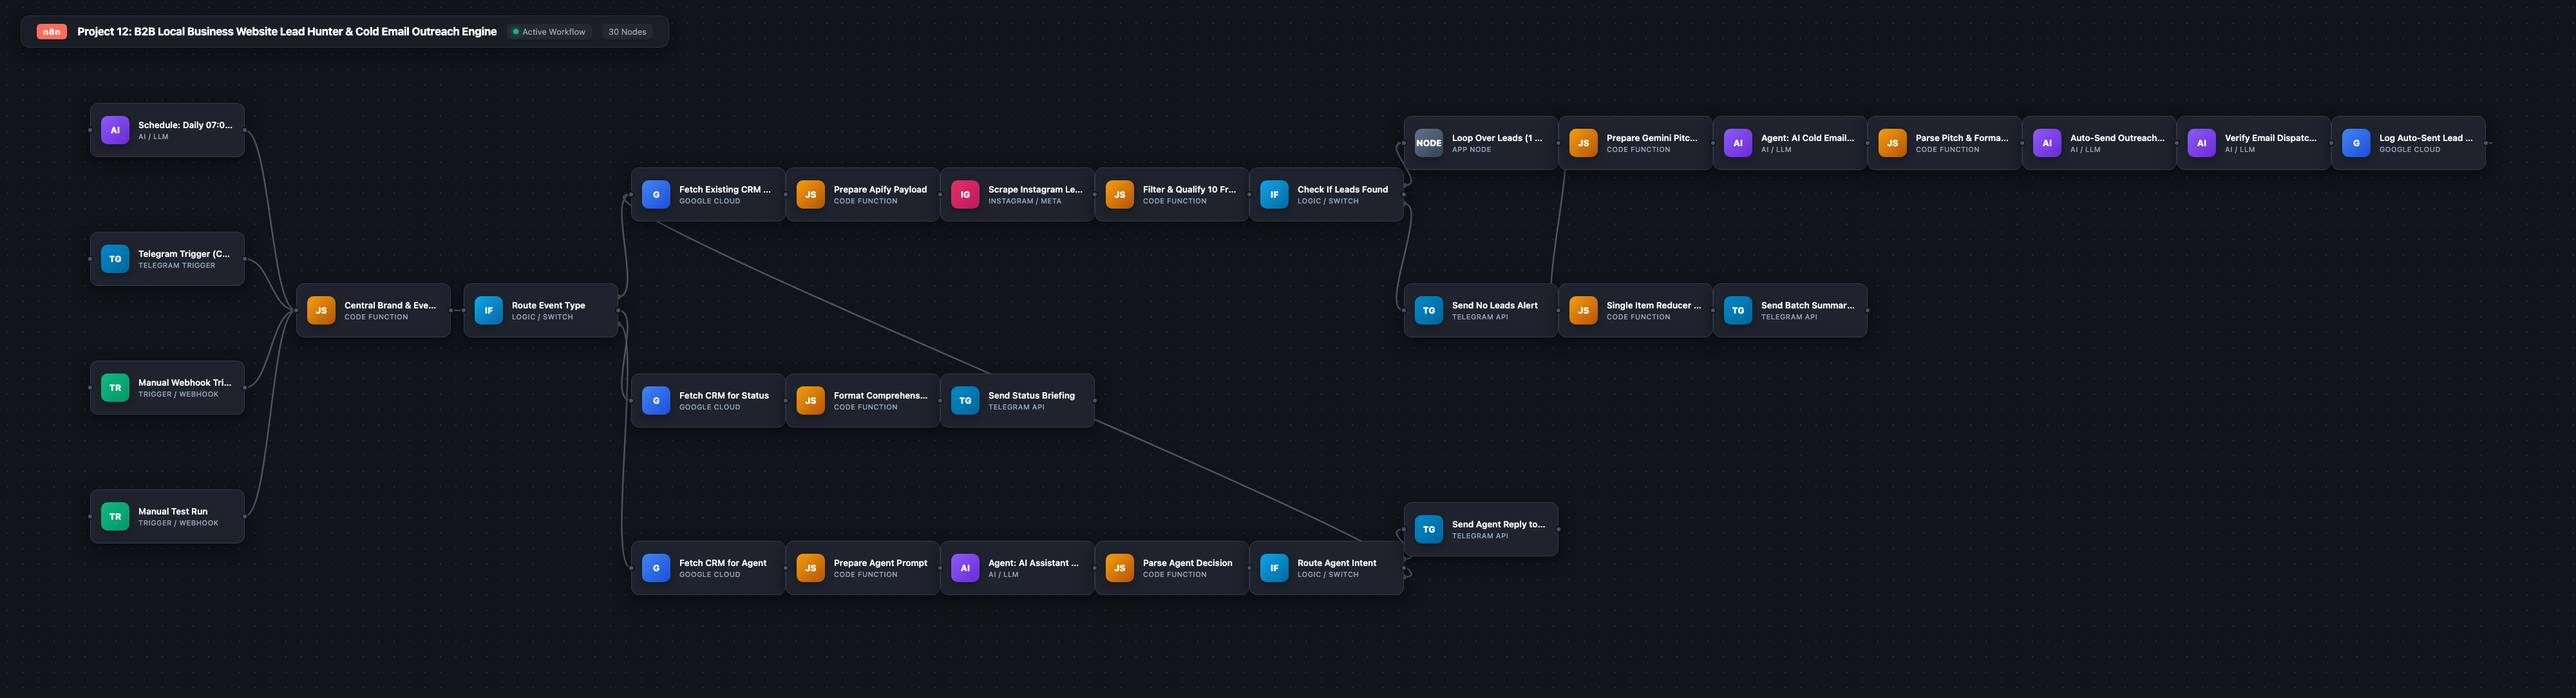 n8n Project 12: B2B Local Business Website Lead Hunter & Cold Email Outreach Engine Active Workflow 30 Nodes
AI Schedule: Daily 07:0...
AI / LLM
TG Telegram Trigger (C...
TELEGRAM TRIGGER
TR Manual Webhook Tri...
TRIGGER / WEBHOOK
TR Manual Test Run
TRIGGER / WEBHOOK
JS Central Brand & Eve...
CODE FUNCTION
IF Route Event Type
LOGIC / SWITCH
G Fetch Existing CRM ...
GOOGLE CLOUD
JS Prepare Apify Payload
CODE FUNCTION
IG Scrape Instagram Le...
INSTAGRAM / META
JS Filter & Qualify 10 Fr...
CODE FUNCTION
IF Check If Leads Found
LOGIC / SWITCH
NODE Loop Over Leads (1 ...
APP NODE
JS Prepare Gemini Pitc...
CODE FUNCTION
AI Agent: AI Cold Email...
AI / LLM
JS Parse Pitch & Forma...
CODE FUNCTION
AI Auto-Send Outreach...
AI / LLM
AI Verify Email Dispatc...
AI / LLM
G Log Auto-Sent Lead ...
GOOGLE CLOUD
TG Send No Leads Alert
TELEGRAM API
JS Single Item Reducer ...
CODE FUNCTION
TG Send Batch Summar...
TELEGRAM API
G Fetch CRM for Status
GOOGLE CLOUD
JS Format Comprehens...
CODE FUNCTION
TG Send Status Briefing
TELEGRAM API
G Fetch CRM for Agent
GOOGLE CLOUD
JS Prepare Agent Prompt
CODE FUNCTION
AI Agent: AI Assistant ...
AI / LLM
JS Parse Agent Decision
CODE FUNCTION
IF Route Agent Intent
LOGIC / SWITCH
TG Send Agent Reply to...
TELEGRAM API